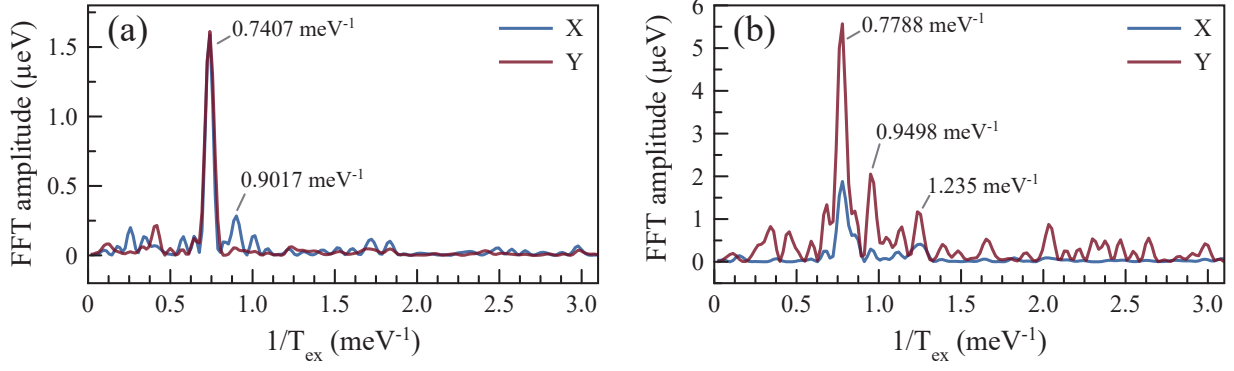 (a)
0.7407 meV⁻¹
0.9017 meV⁻¹
X
Y
FFT amplitude (μeV)
1.5
1.0
0.5
0
0
0.5
1.0
1.5
2.0
2.5
3.0
1/Tₑₓ (meV⁻¹)
(b)
0.7788 meV⁻¹
0.9498 meV⁻¹
1.235 meV⁻¹
X
Y
FFT amplitude (μeV)
6
5
4
3
2
1
0
0
0.5
1.0
1.5
2.0
2.5
3.0
1/Tₑₓ (meV⁻¹)